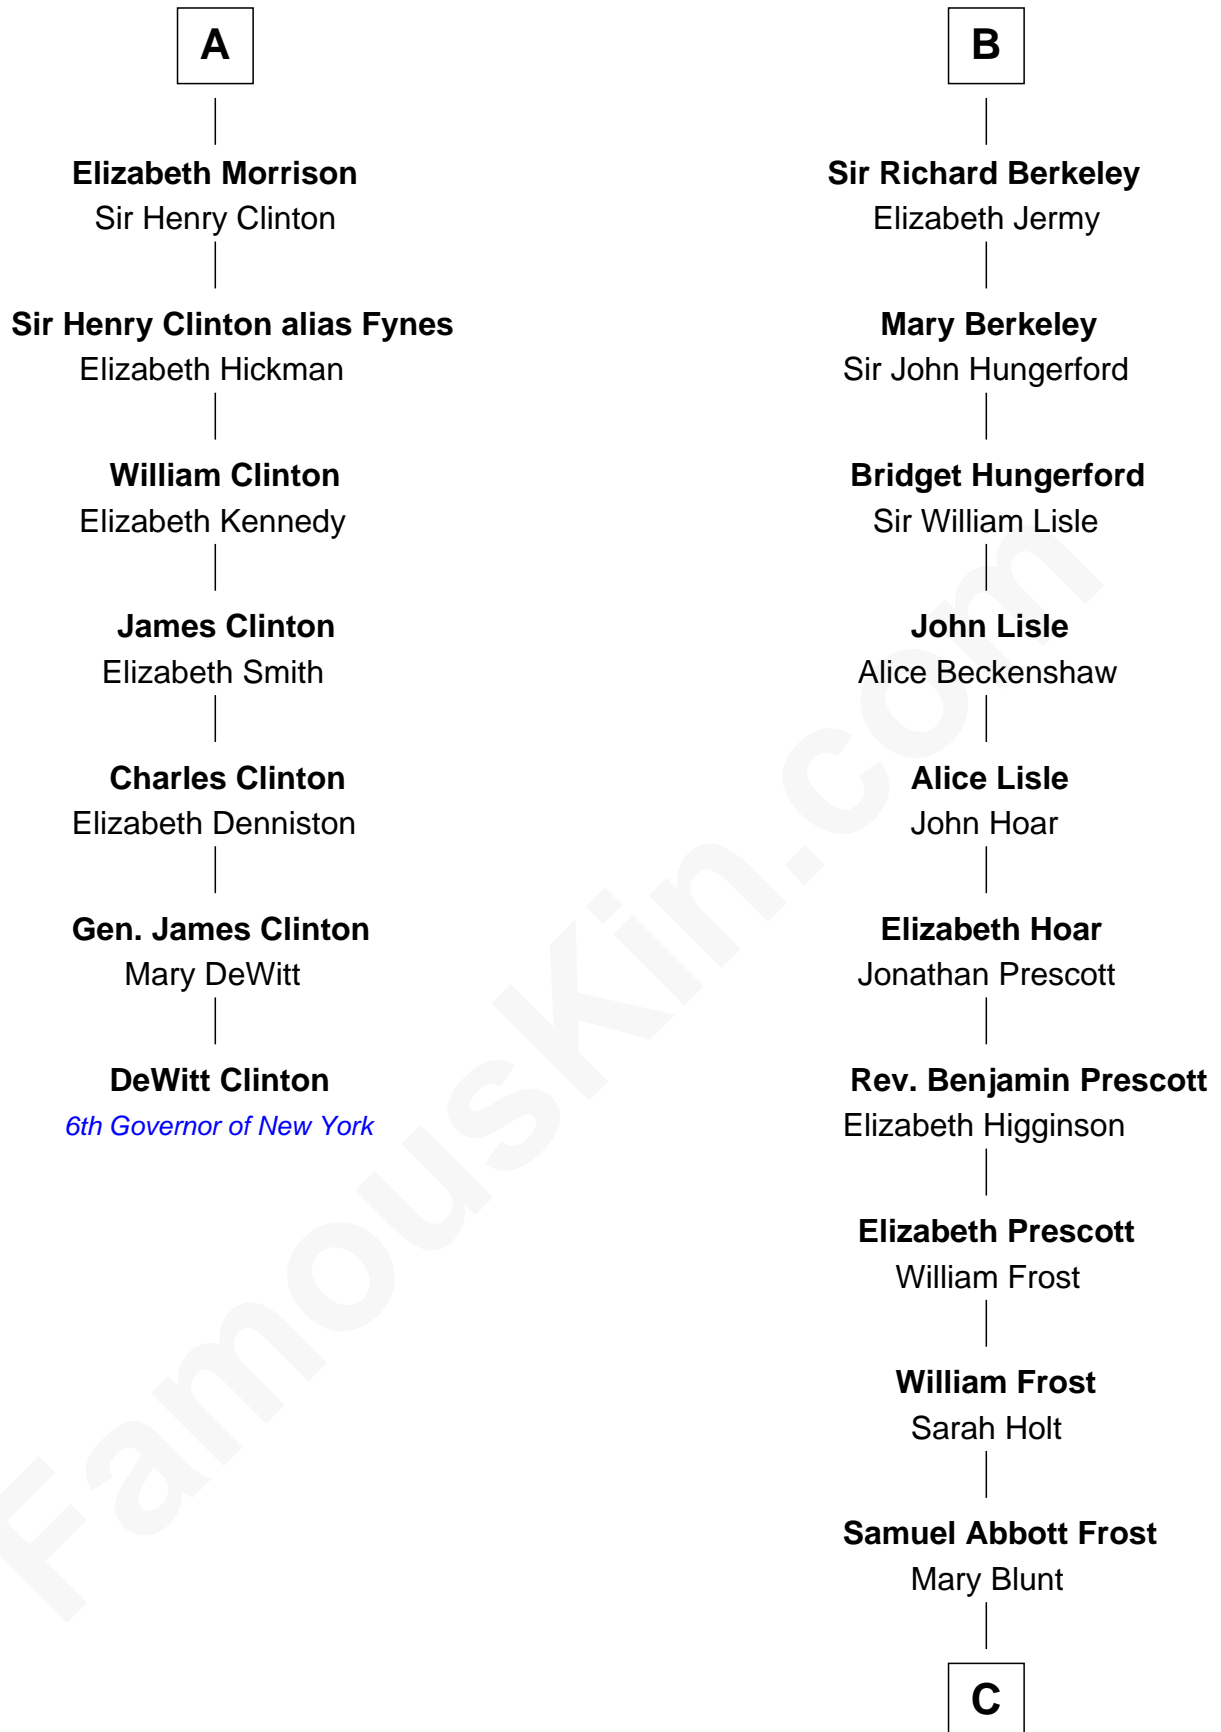 A
Elizabeth Morrison
Sir Henry Clinton
Sir Henry Clinton alias Fynes
Elizabeth Hickman
William Clinton
Elizabeth Kennedy
James Clinton
Elizabeth Smith
Charles Clinton
Elizabeth Denniston
Gen. James Clinton
Mary DeWitt
DeWitt Clinton
6th Governor of New York
B
Sir Richard Berkeley
Elizabeth Jermy
Mary Berkeley
Sir John Hungerford
Bridget Hungerford
Sir William Lisle
John Lisle
Alice Beckenshaw
Alice Lisle
John Hoar
Elizabeth Hoar
Jonathan Prescott
Rev. Benjamin Prescott
Elizabeth Higginson
Elizabeth Prescott
William Frost
William Frost
Sarah Holt
Samuel Abbott Frost
Mary Blunt
C
FamousKin.com